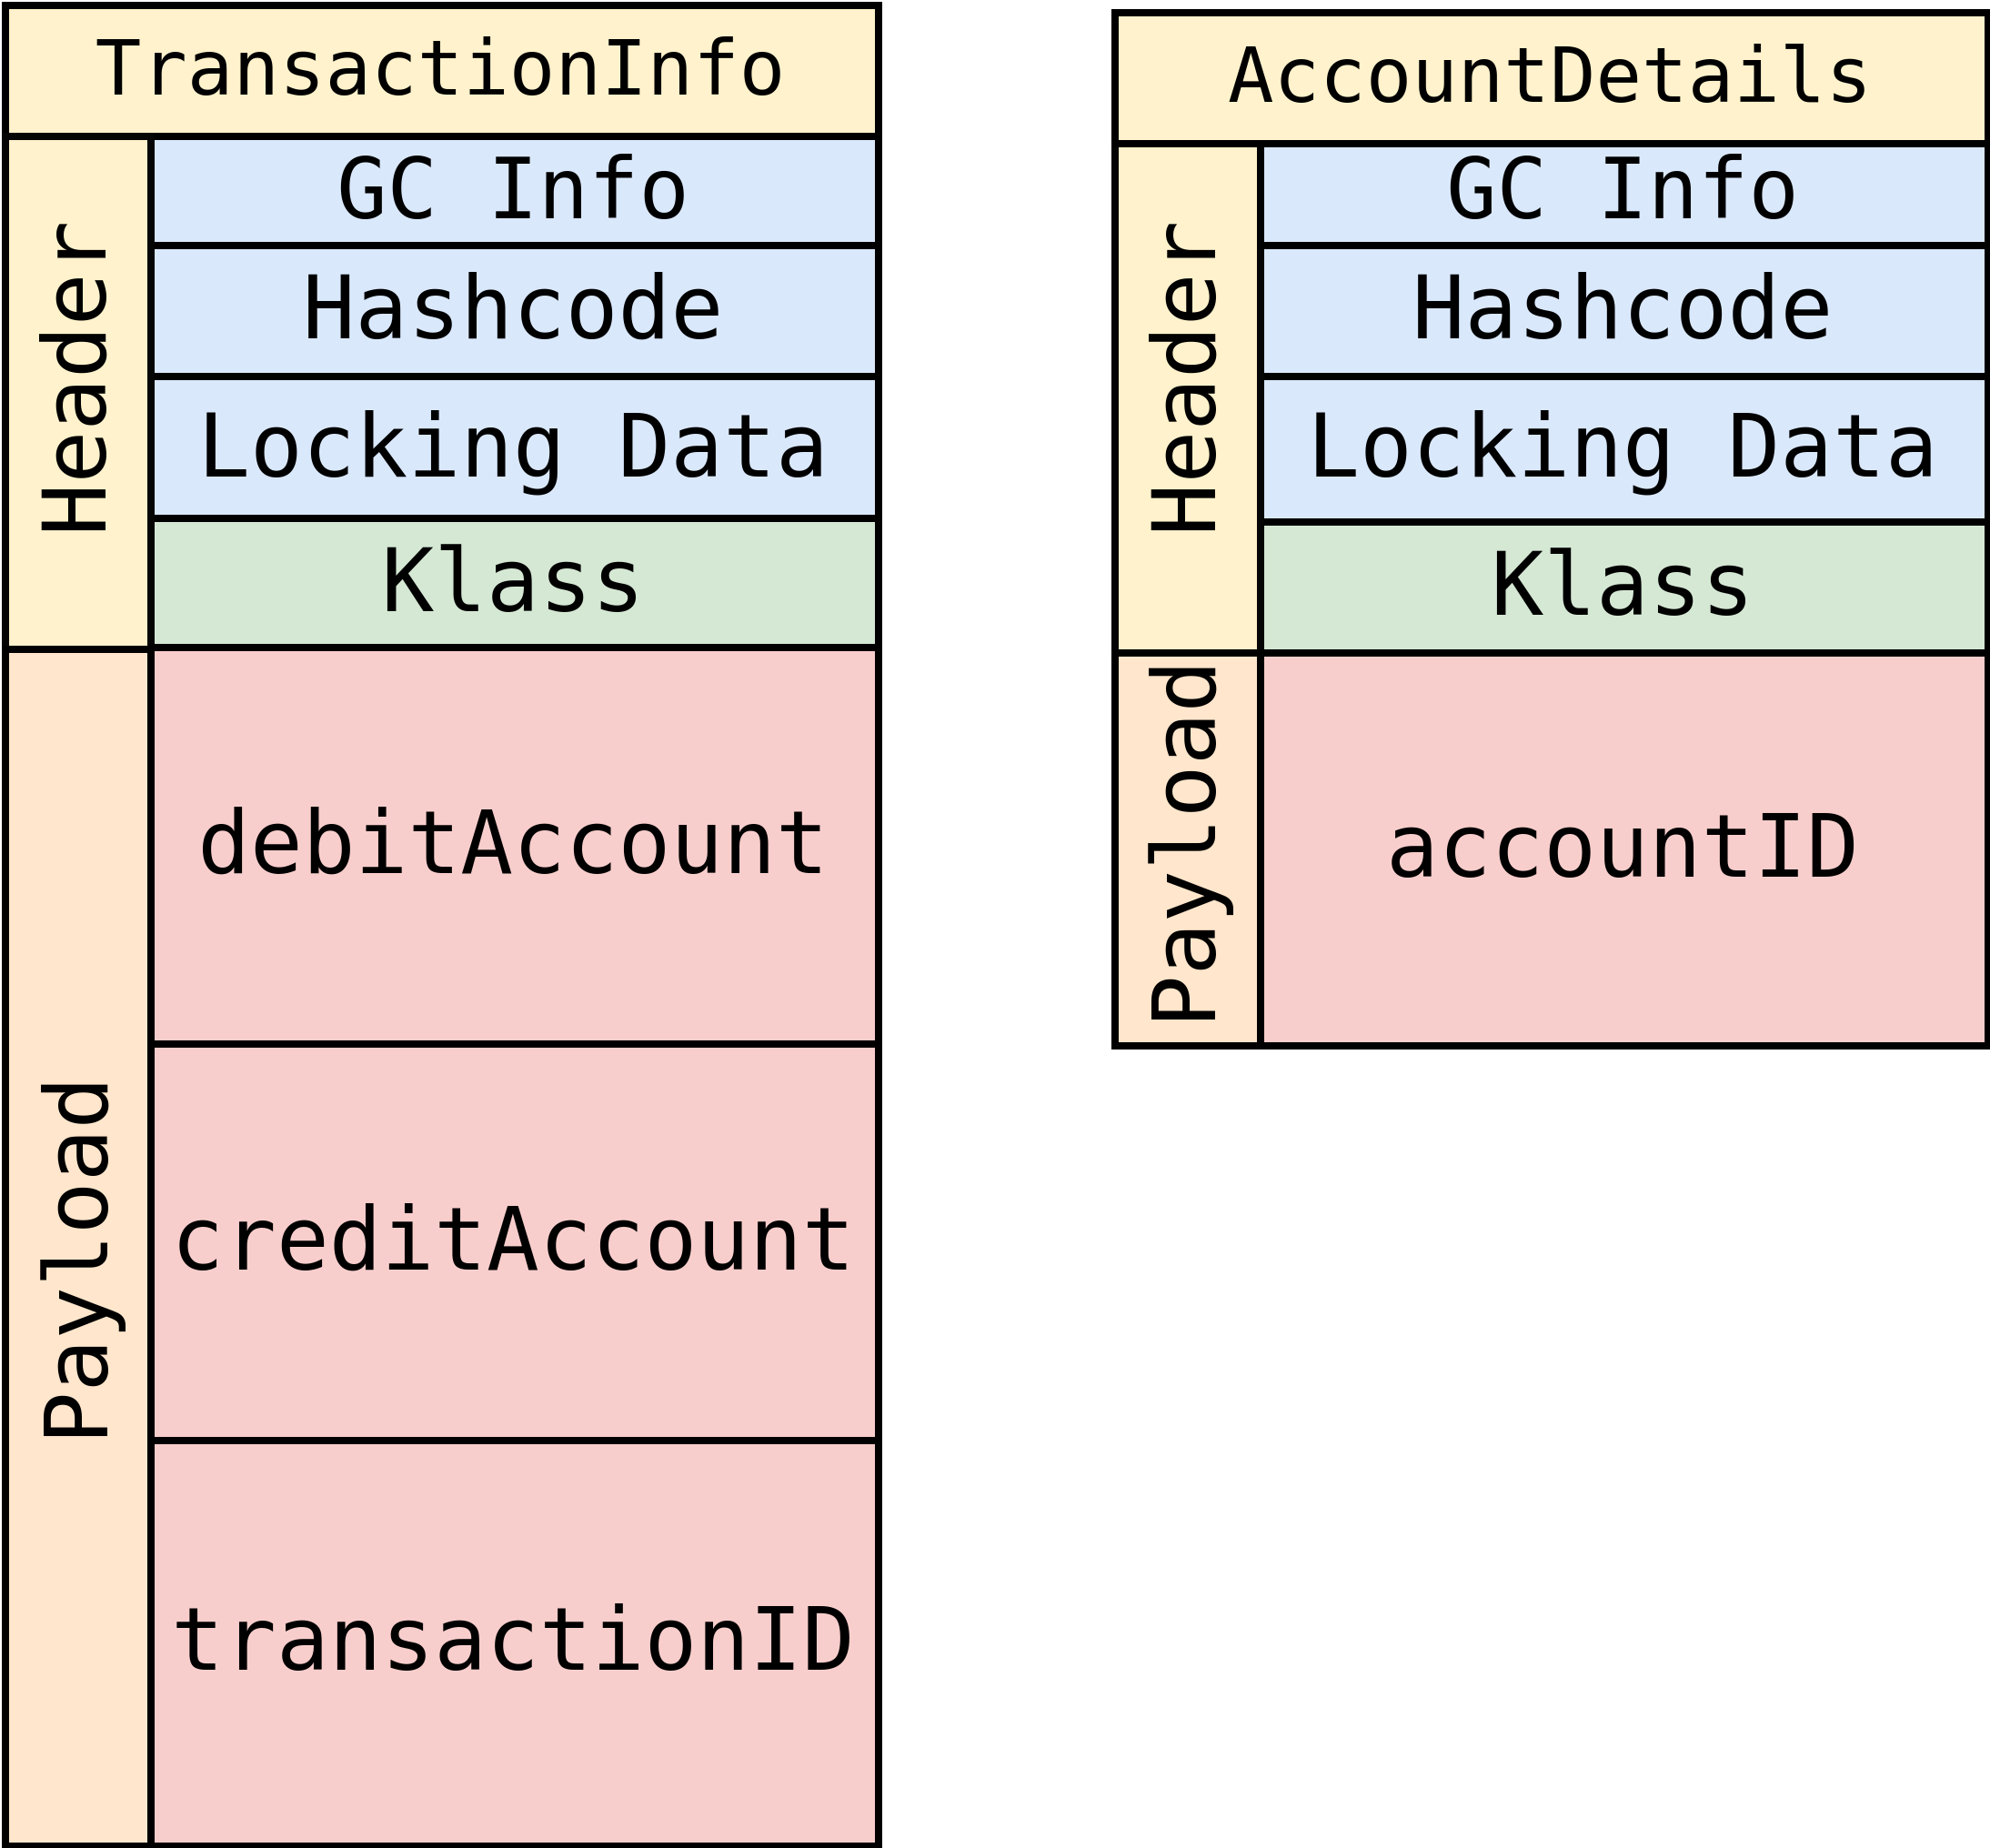 TransactionInfo
Header
GC Info
Hashcode
Locking Data
Klass
Payload
debitAccount
creditAccount
transactionID
AccountDetails
Header
GC Info
Hashcode
Locking Data
Klass
Payload
accountID